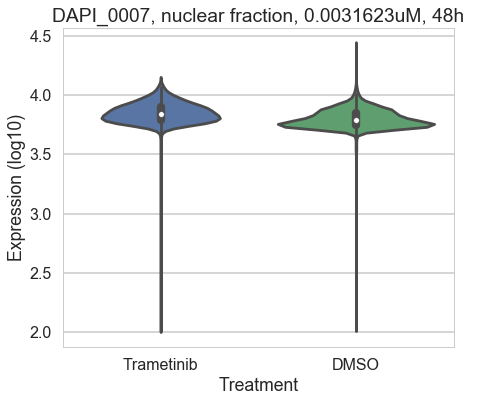 DAPI_0007, nuclear fraction, 0.0031623uM, 48h
Expression (log10)
4.5
4.0
3.5
3.0
2.5
2.0
Trametinib DMSO
Treatment